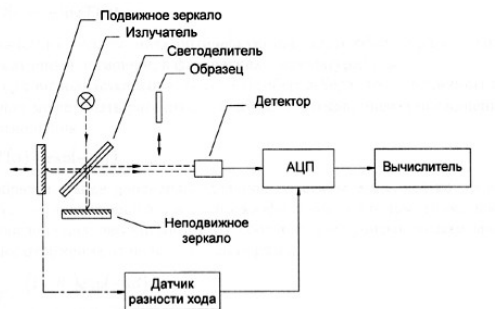 Подвижное зеркало
Излучатель
Светоделитель
Образец
Детектор
АЦП
Вычислитель
Неподвижное
зеркало
Датчик
разности хода